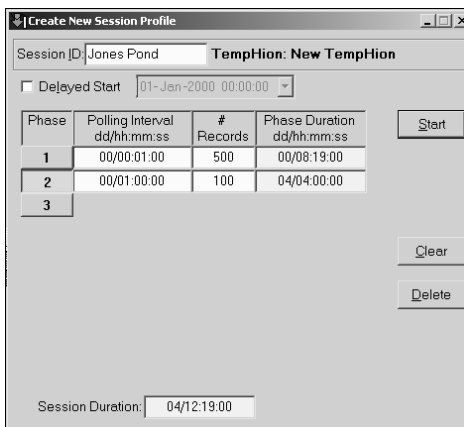 Create New Session Profile
Session ID: Jones Pond TempHion: New TempHion
Delayed Start 01-Jan-2000 00:00:00
Phase Polling Interval dd/hh:mm:ss # Records Phase Duration dd/hh:mm:ss
1 00/00:01:00 500 00/08:19:00
2 00/01:00:00 100 04/04:00:00
3
Start
Clear
Delete
Session Duration: 04/12:19:00